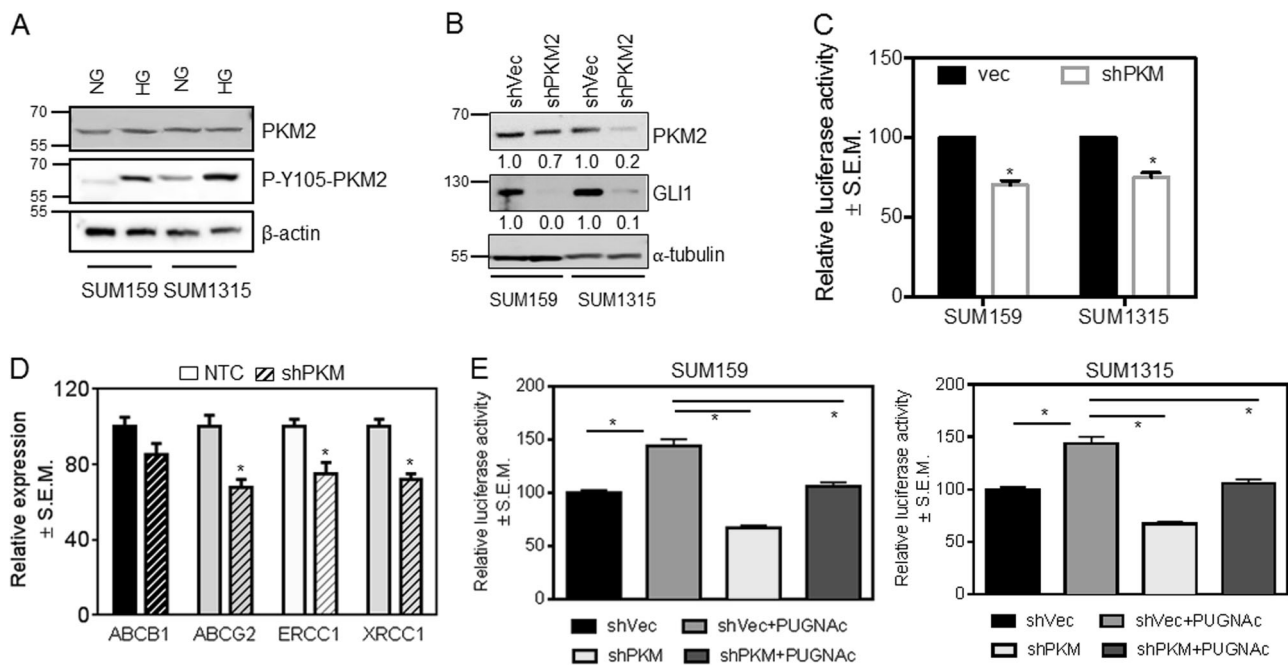 A
NG HG NG HG
70
55
PKM2
70
55
P-Y105-PKM2
55
β-actin
SUM159 SUM1315
B
shVec shPKM2 shVec shPKM2
70
PKM2
1.0 0.7 1.0 0.2
130
GLI1
1.0 0.0 1.0 0.1
55
α-tubulin
SUM159 SUM1315
C
Relative luciferase activity
± S.E.M.
150
100
50
0
vec shPKM
* *
SUM159 SUM1315
D
Relative expression
± S.E.M.
NTC shPKM
120
80
40
0
* * *
ABCB1 ABCG2 ERCC1 XRCC1
E
SUM159
Relative luciferase activity
± S.E.M.
200
150
100
50
0
* * *
shVec shVec+PUGNAc
shPKM shPKM+PUGNAc
SUM1315
Relative luciferase activity
± S.E.M.
200
150
100
50
0
* * *
shVec shVec+PUGNAc
shPKM shPKM+PUGNAc